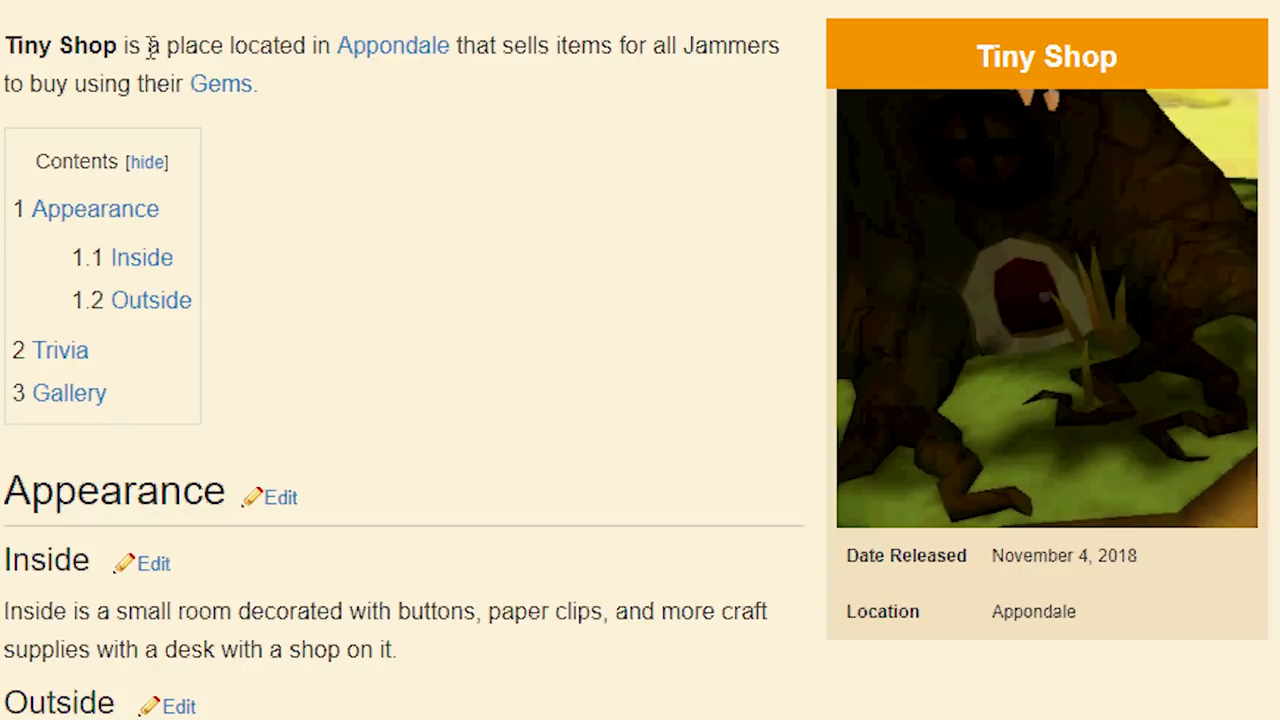 Tiny Shop is a place located in Appondale that sells items for all Jammers
to buy using their Gems.
Contents [hide]
1 Appearance
1.1 Inside
1.2 Outside
2 Trivia
3 Gallery
Appearance Edit
Inside Edit
Inside is a small room decorated with buttons, paper clips, and more craft
supplies with a desk with a shop on it.
Outside Edit
Tiny Shop
Date Released November 4, 2018
Location Appondale